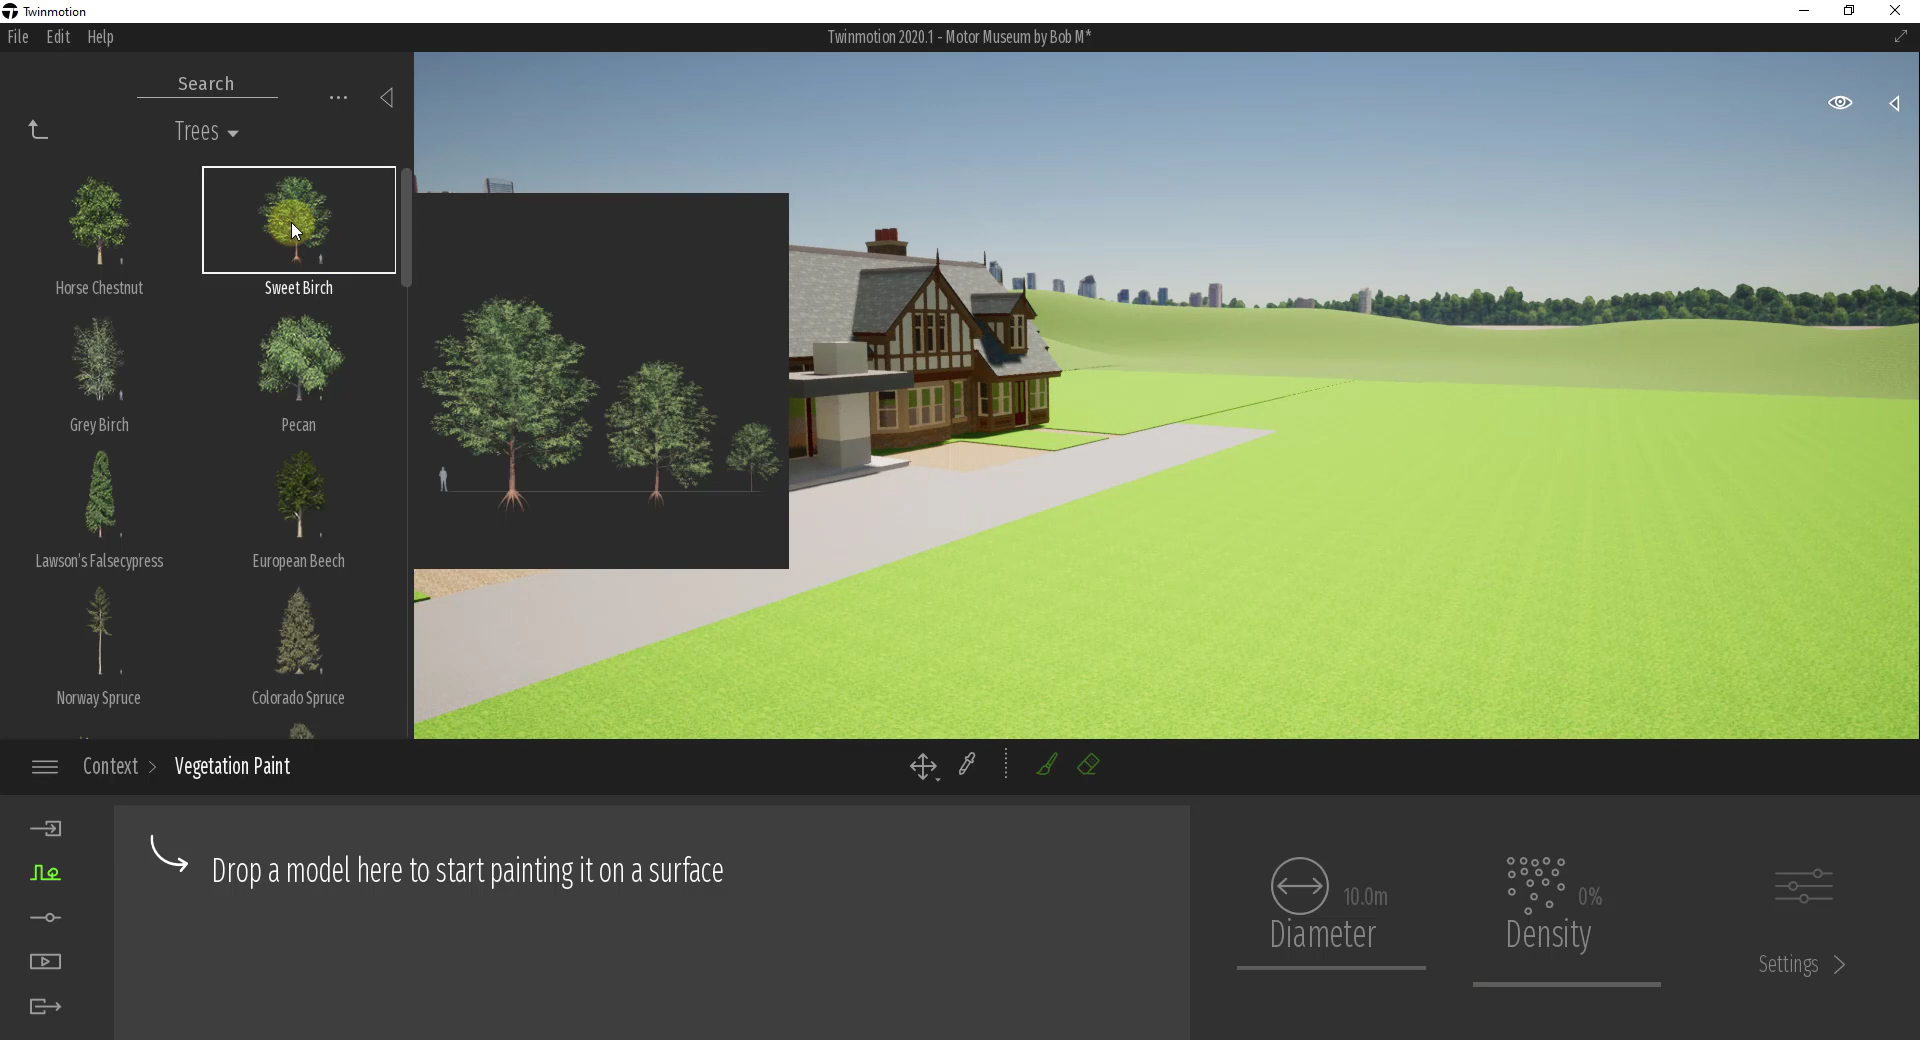 Twinmotion
File Edit Help
Twinmotion 2020.1 - Motor Museum by Bob M*
Search
Trees
Horse Chestnut
Sweet Birch
Grey Birch
Pecan
Lawson's Falsecypress
European Beech
Norway Spruce
Colorado Spruce
Context > Vegetation Paint
Drop a model here to start painting it on a surface
10.0m
Diameter
0%
Density
Settings